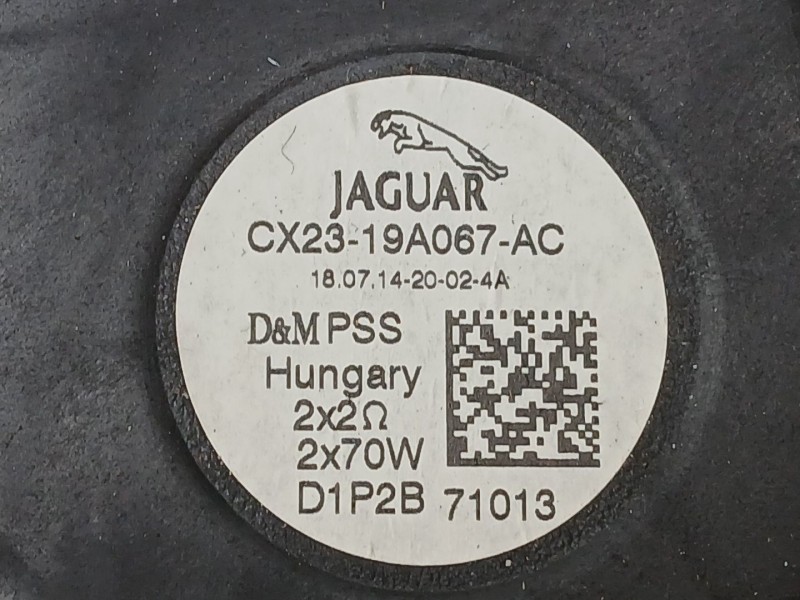 JAGUAR
CX23-19A067-AC
18.07.14-20-02-4A
D&M PSS
Hungary
2x2Ω
2x70W
D1P2B 71013